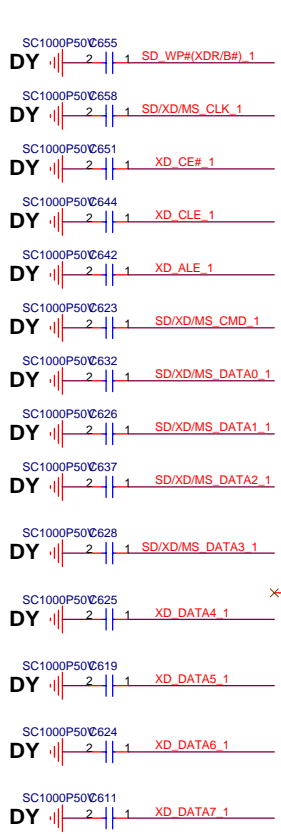 SC1000P50V C655
DY 2 1 SD_WP#(XDR/B#)_1
SC1000P50V C658
DY 2 1 SD/XD/MS_CLK_1
SC1000P50V C651
DY 2 1 XD_CE#_1
SC1000P50V C644
DY 2 1 XD_CLE_1
SC1000P50V C642
DY 2 1 XD_ALE_1
SC1000P50V C623
DY 2 1 SD/XD/MS_CMD_1
SC1000P50V C632
DY 2 1 SD/XD/MS_DATA0_1
SC1000P50V C626
DY 2 1 SD/XD/MS_DATA1_1
SC1000P50V C637
DY 2 1 SD/XD/MS_DATA2_1
SC1000P50V C628
DY 2 1 SD/XD/MS_DATA3_1
SC1000P50V C625
DY 2 1 XD_DATA4_1
SC1000P50V C619
DY 2 1 XD_DATA5_1
SC1000P50V C624
DY 2 1 XD_DATA6_1
SC1000P50V C611
DY 2 1 XD_DATA7_1